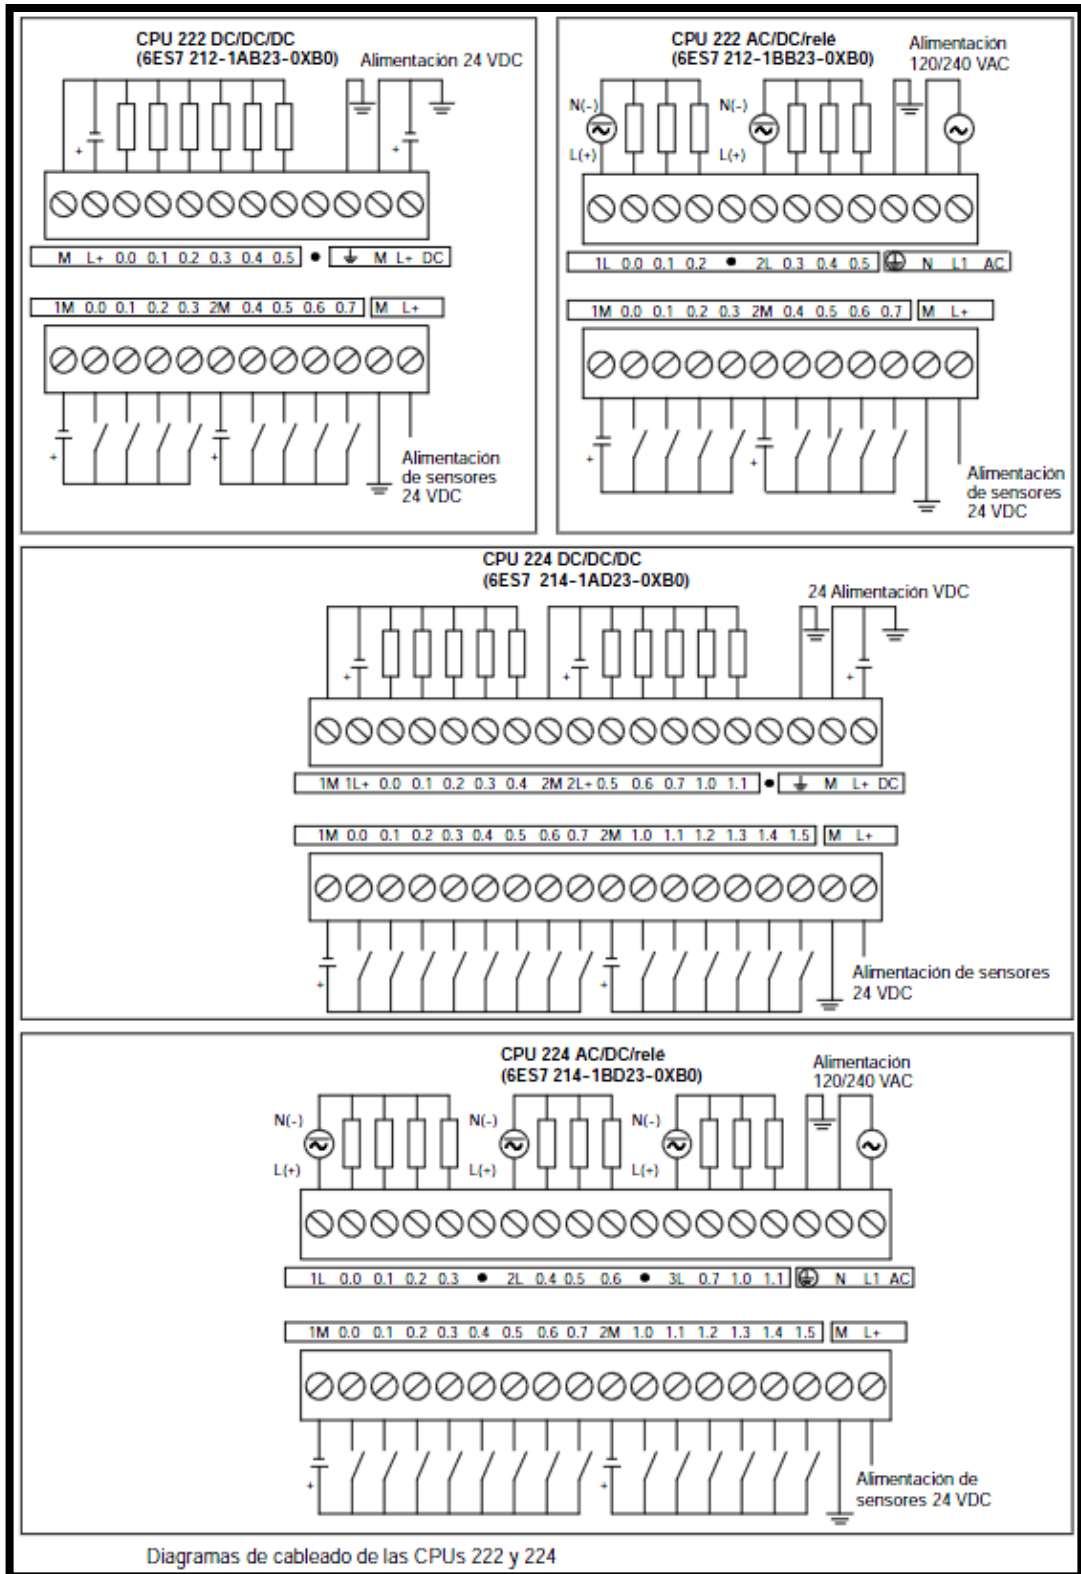 CPU 222 DC/DC/DC
(6ES7 212-1AB23-0XB0)
Alimentación 24 VDC
+
+
M L+ 0.0 0.1 0.2 0.3 0.4 0.5 • M L+ DC
1M 0.0 0.1 0.2 0.3 2M 0.4 0.5 0.6 0.7 M L+
+
+
Alimentación
de sensores
24 VDC
CPU 222 AC/DC/relé
(6ES7 212-1BB23-0XB0)
Alimentación
120/240 VAC
N(-)
N(-)
L(+)
L(+)
1L 0.0 0.1 0.2 • 2L 0.3 0.4 0.5 N L1 AC
1M 0.0 0.1 0.2 0.3 2M 0.4 0.5 0.6 0.7 M L+
+
+
Alimentación
de sensores
24 VDC
CPU 224 DC/DC/DC
(6ES7 214-1AD23-0XB0)
24 Alimentación VDC
+
+
+
1M 1L+ 0.0 0.1 0.2 0.3 0.4 2M 2L+ 0.5 0.6 0.7 1.0 1.1 • M L+ DC
1M 0.0 0.1 0.2 0.3 0.4 0.5 0.6 0.7 2M 1.0 1.1 1.2 1.3 1.4 1.5 M L+
+
+
Alimentación de sensores
24 VDC
CPU 224 AC/DC/relé
(6ES7 214-1BD23-0XB0)
Alimentación
120/240 VAC
N(-)
N(-)
N(-)
L(+)
L(+)
L(+)
1L 0.0 0.1 0.2 0.3 • 2L 0.4 0.5 0.6 • 3L 0.7 1.0 1.1 N L1 AC
1M 0.0 0.1 0.2 0.3 0.4 0.5 0.6 0.7 2M 1.0 1.1 1.2 1.3 1.4 1.5 M L+
+
+
Alimentación de
sensores 24 VDC
Diagramas de cableado de las CPUs 222 y 224